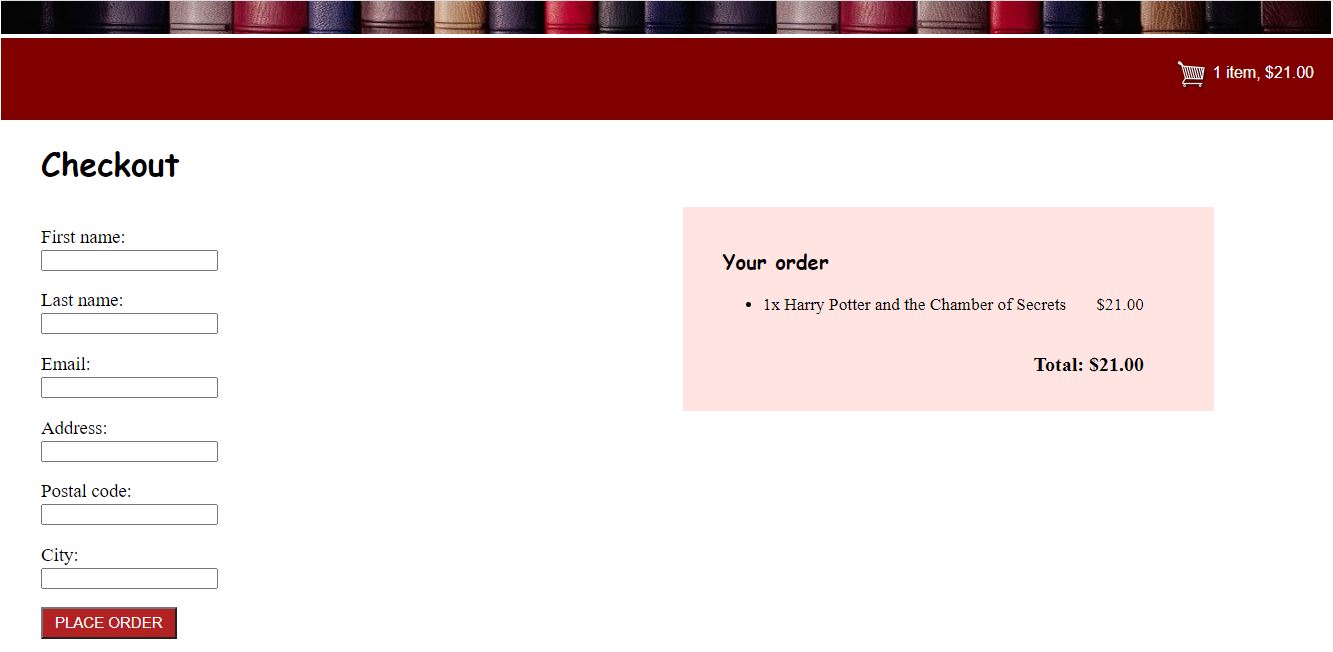 1 item, $21.00
Checkout
First name:
Last name:
Email:
Address:
Postal code:
City:
PLACE ORDER
Your order
• 1x Harry Potter and the Chamber of Secrets $21.00
Total: $21.00